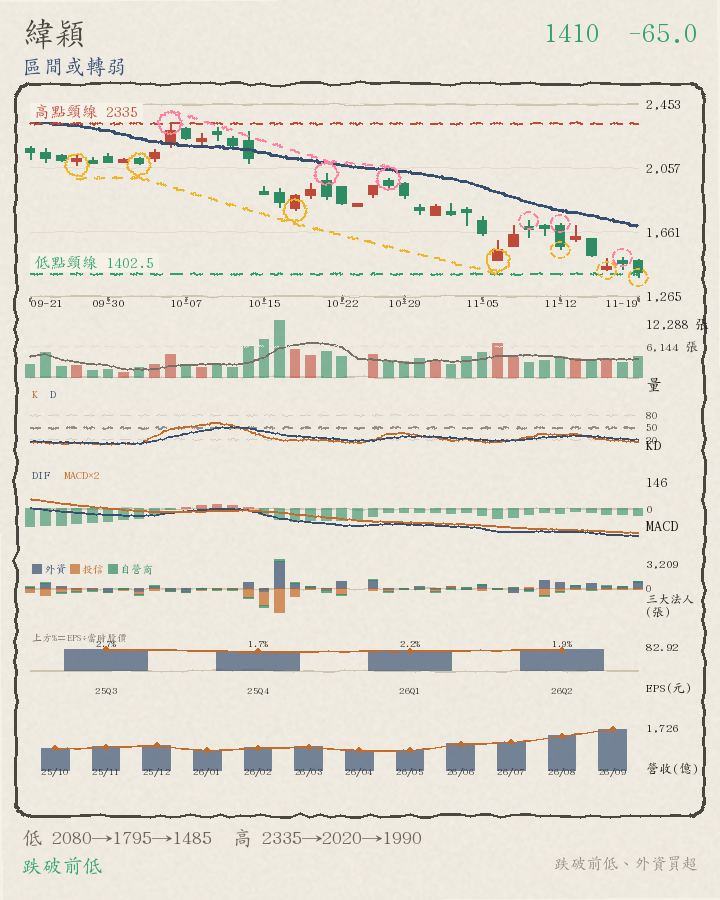 緯穎
1410 -65.0
區間或轉弱
高點頸線 2335
2,453
2,057
1,661
1,265
低點頸線 1402.5
09-21 09-30 10-07 10-15 10-22 10-29 11-05 11-12 11-19
12,288 張
6,144 張
量
K D
80
50
20
KD
DIF MACD×2
146
0
MACD
外資 投信 自營商
3,209
0
三大法人
(張)
上方%=EPS÷當時股價
2.7% 1.7% 2.2% 1.9%
82.92
25Q3 25Q4 26Q1 26Q2
EPS(元)
1,726
25/10 25/11 25/12 26/01 26/02 26/03 26/04 26/05 26/06 26/07 26/08 26/09
營收(億)
低 2080→1795→1485 高 2335→2020→1990
跌破前低
跌破前低、外資買超